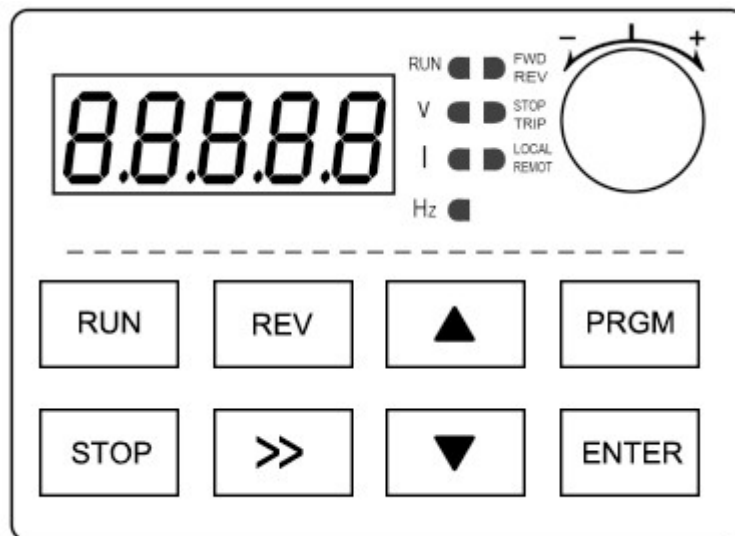 - +
RUN FWD
REV
8.8.8.8.8
V STOP
TRIP
I LOCAL
REMOT
Hz
RUN REV ▲ PRGM
STOP >> ▼ ENTER